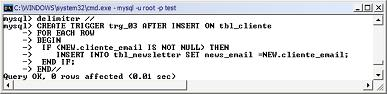 C:\WINDOWS\system32\cmd.exe - mysql -u root -p test
mysql> delimiter //
mysql> CREATE TRIGGER trg_03 AFTER INSERT ON tbl_cliente
    -> FOR EACH ROW
    -> BEGIN
    -> IF (NEW.cliente_email IS NOT NULL) THEN
    ->     INSERT INTO tbl_newsletter SET news_email =NEW.cliente_email;
    -> END IF;
    -> END//
Query OK, 0 rows affected (0.01 sec)